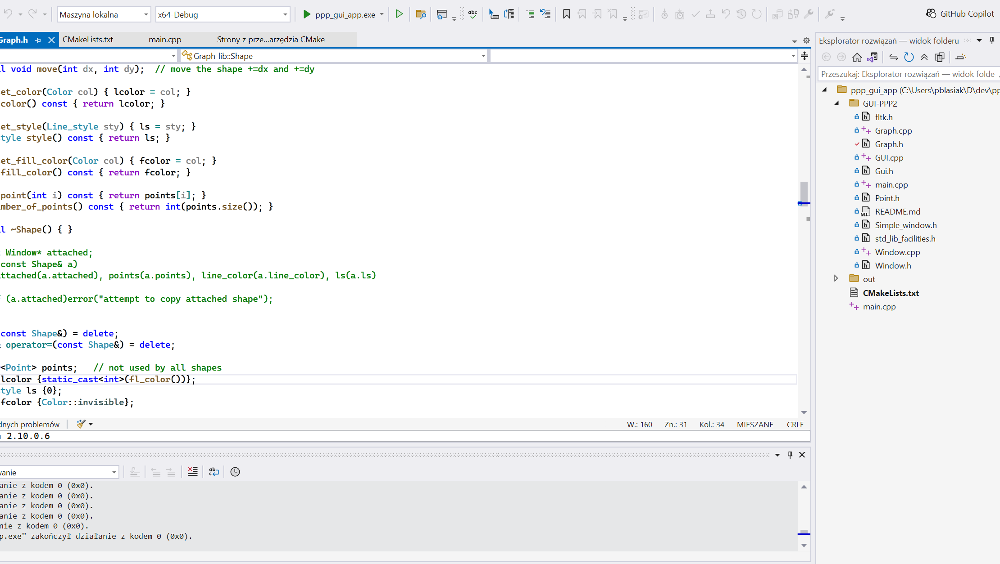 Maszyna lokalna
x64-Debug
ppp_gui_app.exe
abc
GitHub Copilot
Graph.h
CMakeLists.txt
main.cpp
Strony z prze...arzędzia CMake
Graph_lib::Shape
l void move(int dx, int dy);  // move the shape +=dx and +=dy
et_color(Color col) { lcolor = col; }
color() const { return lcolor; }
et_style(Line_style sty) { ls = sty; }
tyle style() const { return ls; }
et_fill_color(Color col) { fcolor = col; }
fill_color() const { return fcolor; }
point(int i) const { return points[i]; }
mber_of_points() const { return int(points.size()); }
l ~Shape() { }
Window* attached;
const Shape& a)
ttached(a.attached), points(a.points), line_color(a.line_color), ls(a.ls)
(a.attached)error("attempt to copy attached shape");
const Shape&) = delete;
& operator=(const Shape&) = delete;
<Point> points;   // not used by all shapes
lcolor {static_cast<int>(fl_color())};
tyle ls {0};
fcolor {Color::invisible};
dnych problemów
W.: 160
Zn.: 31
Kol.: 34
MIESZANE
CRLF
2.10.0.6
wanie
anie z kodem 0 (0x0).
anie z kodem 0 (0x0).
anie z kodem 0 (0x0).
anie z kodem 0 (0x0).
nie z kodem 0 (0x0).
p.exe” zakończył działanie z kodem 0 (0x0).
Eksplorator rozwiązań — widok folderu
Przeszukaj: Eksplorator rozwiązań — widok folde
ppp_gui_app (C:\Users\pblasiak\D\dev\pp
GUI-PPP2
fltk.h
Graph.cpp
Graph.h
GUI.cpp
Gui.h
main.cpp
Point.h
README.md
Simple_window.h
std_lib_facilities.h
Window.cpp
Window.h
out
CMakeLists.txt
main.cpp